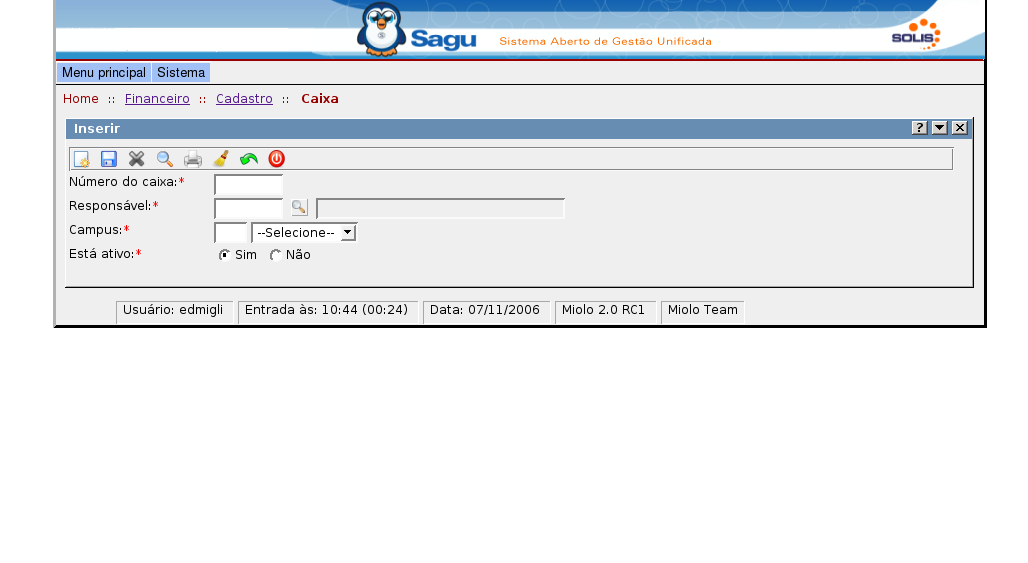 Sagu Sistema Aberto de Gestão Unificada SOLIS
Menu principal Sistema
Home :: Financeiro :: Cadastro :: Caixa
Inserir ?
Número do caixa:*
Responsável:*
Campus:* --Selecione--
Está ativo:* Sim Não
Usuário: edmigli Entrada às: 10:44 (00:24) Data: 07/11/2006 Miolo 2.0 RC1 Miolo Team